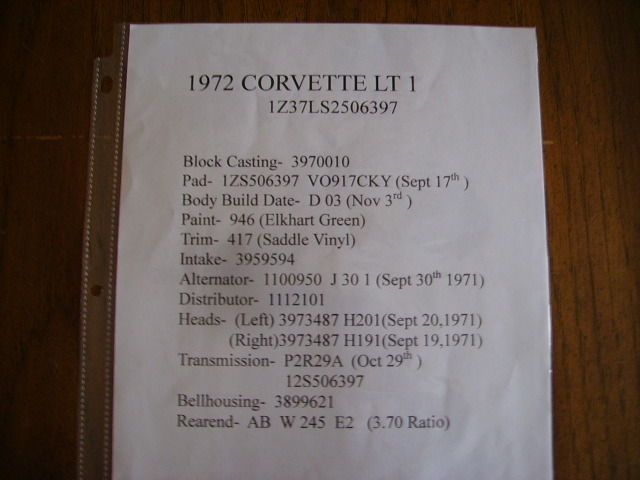 1972 CORVETTE LT 1
1Z37LS2506397
Block Casting- 3970010
Pad- 1ZS506397 VO917CKY (Sept 17th )
Body Build Date- D 03 (Nov 3rd )
Paint- 946 (Elkhart Green)
Trim- 417 (Saddle Vinyl)
Intake- 3959594
Alternator- 1100950 J 30 1 (Sept 30th 1971)
Distributor- 1112101
Heads- (Left) 3973487 H201(Sept 20,1971)
(Right)3973487 H191(Sept 19,1971)
Transmission- P2R29A (Oct 29th )
12S506397
Bellhousing- 3899621
Rearend- AB W 245 E2 (3.70 Ratio)